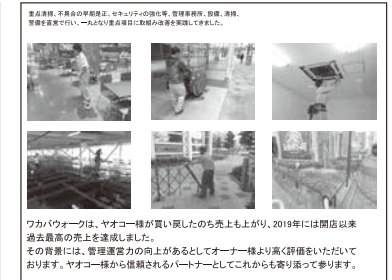 重点清掃、不具合の早期是正、セキュリティの強化等、管理事務所、設備、清掃、
警備を直営で行い、一丸となり重点項目に取組み改善を実践してきました。
ワカバウォークは、ヤオコー様が買い戻したのち売上も上がり、2019年には開店以来
過去最高の売上を達成しました。
その背景には、管理運営力の向上があるとしてオーナー様より高く評価をいただいて
おります。ヤオコー様から信頼されるパートナーとしてこれからも寄り添って参ります。